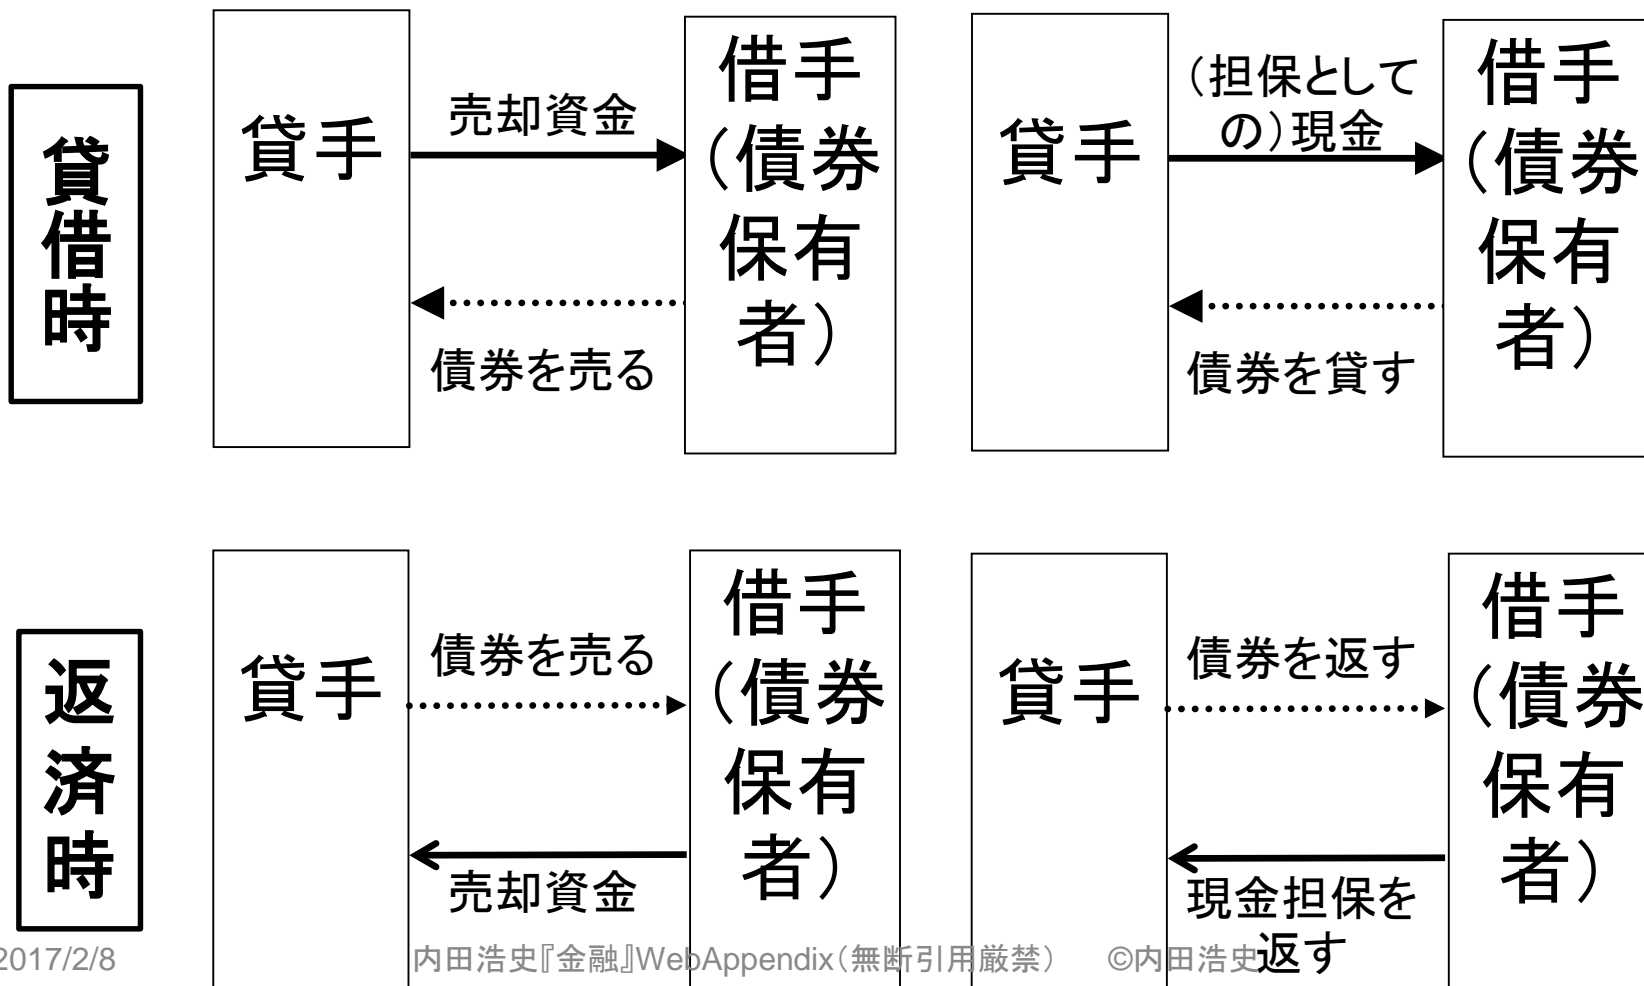 貸借時
貸手
売却資金
債券を売る
借手
（債券
保有
者）
貸手
（担保として
の）現金
債券を貸す
借手
（債券
保有
者）
返済時
貸手
債券を売る
売却資金
借手
（債券
保有
者）
貸手
債券を返す
現金担保を
返す
借手
（債券
保有
者）
2017/2/8
内田浩史『金融』WebAppendix（無断引用厳禁）　©内田浩史